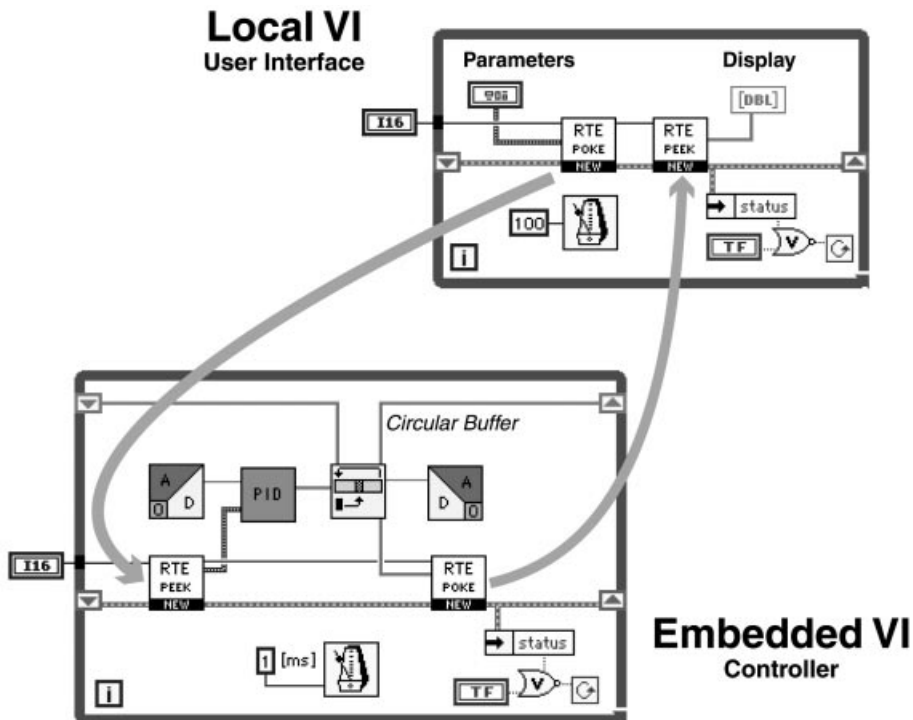 Local VI
User Interface
Parameters
Display
[DBL]
I16
RTE
POKE
NEW
RTE
PEEK
NEW
status
100
TF
V
i
Circular Buffer
A
D
0
PID
A
D
0
I16
RTE
PEEK
NEW
RTE
POKE
NEW
status
1 [ms]
TF
V
i
Embedded VI
Controller